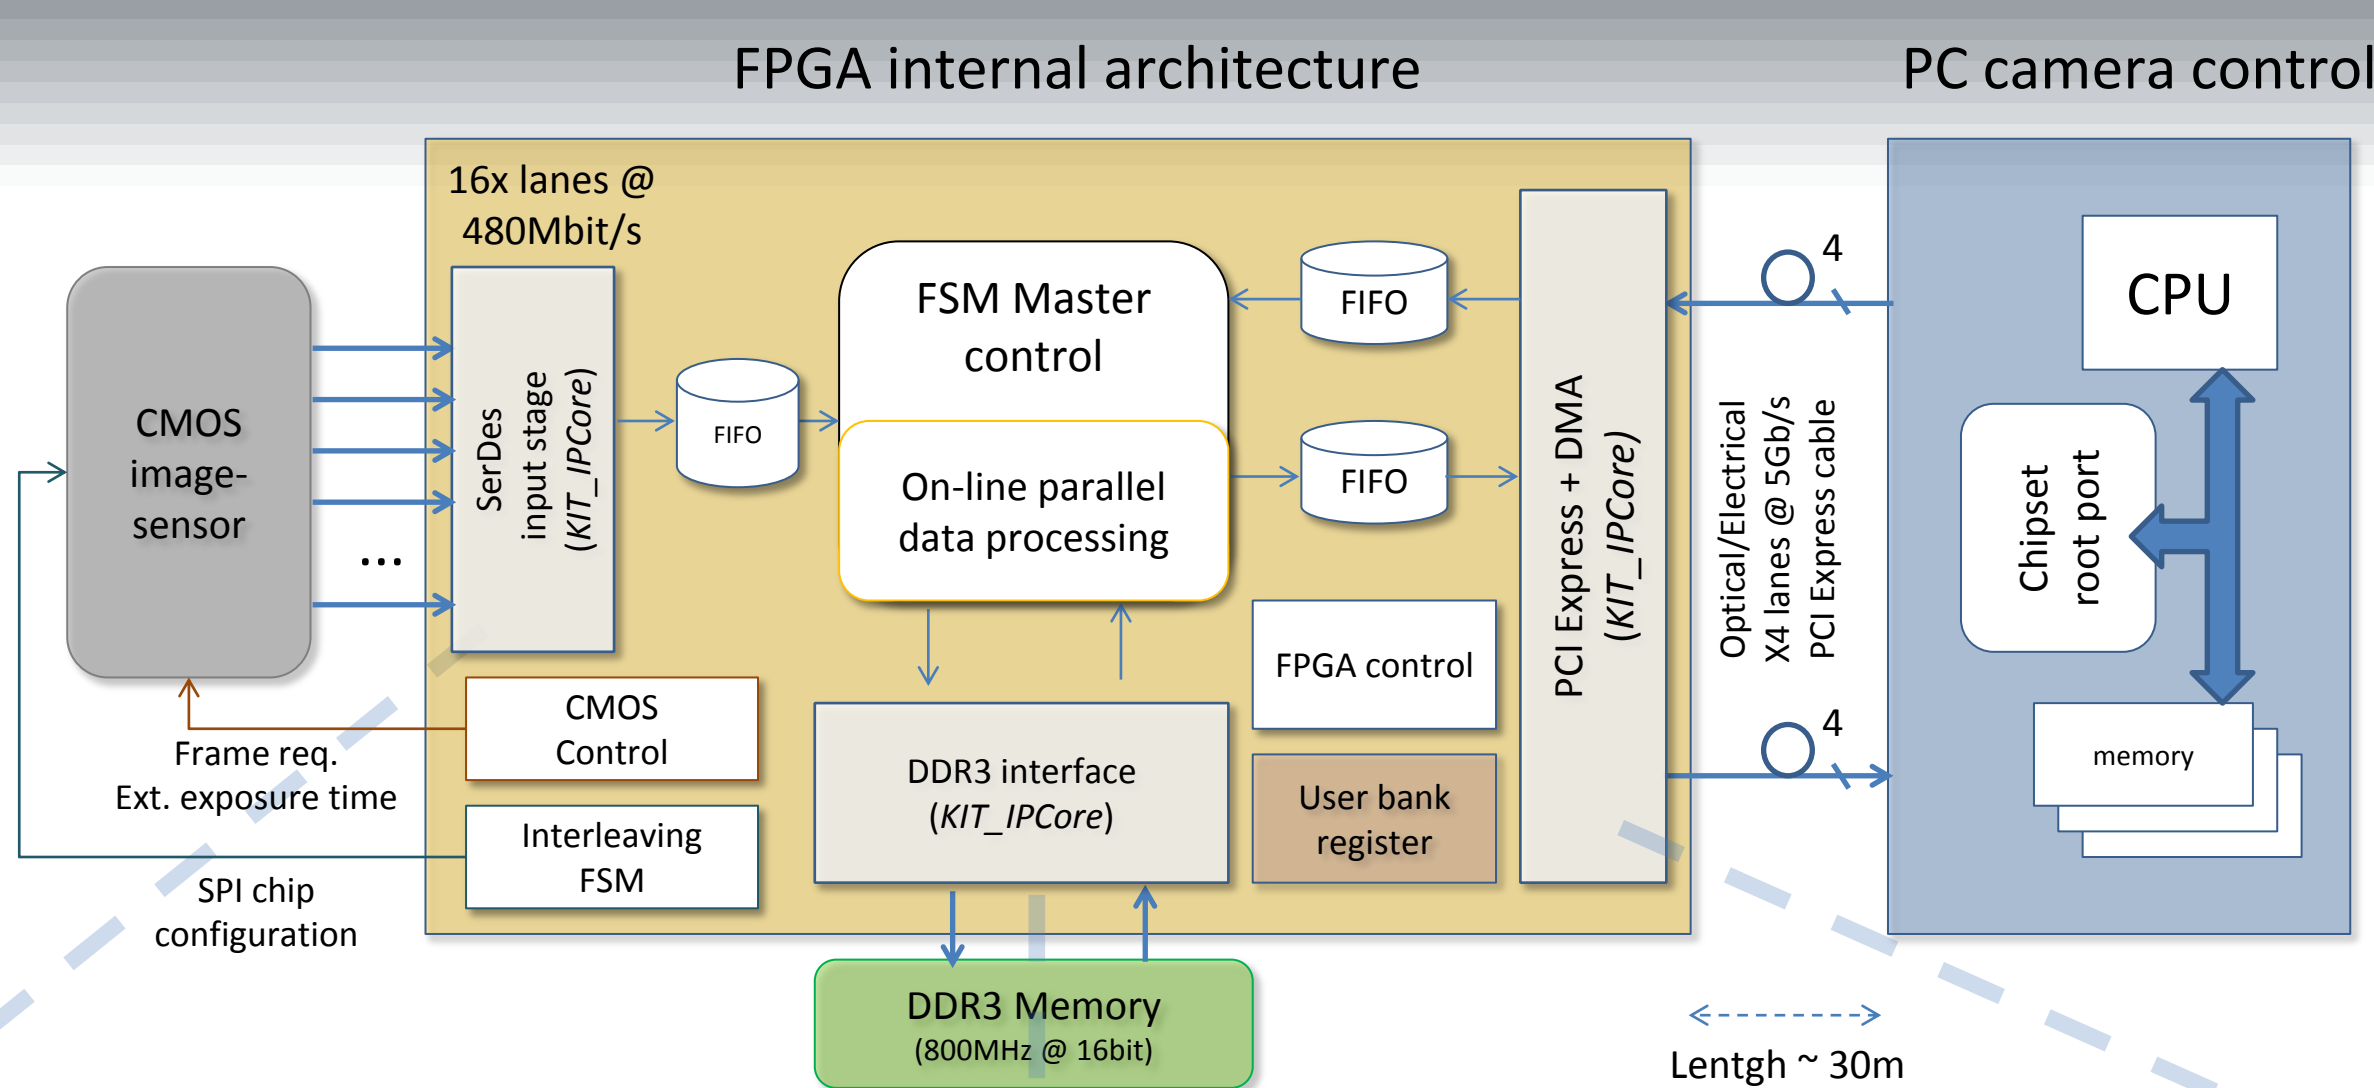 FPGA internal architecture
PC camera control
16x lanes @
480Mbit/s
CMOS
image-
sensor
...
SerDes
input stage
(KIT_IPCore)
FIFO
FSM Master
control
On-line parallel
data processing
FIFO
FIFO
PCI Express + DMA
(KIT_IPCore)
4
Optical/Electrical
X4 lanes @ 5Gb/s
PCI Express cable
4
CPU
Chipset
root port
memory
CMOS
Control
Frame req.
Ext. exposure time
Interleaving
FSM
SPI chip
configuration
DDR3 interface
(KIT_IPCore)
FPGA control
User bank
register
DDR3 Memory
(800MHz @ 16bit)
Lentgh ~ 30m